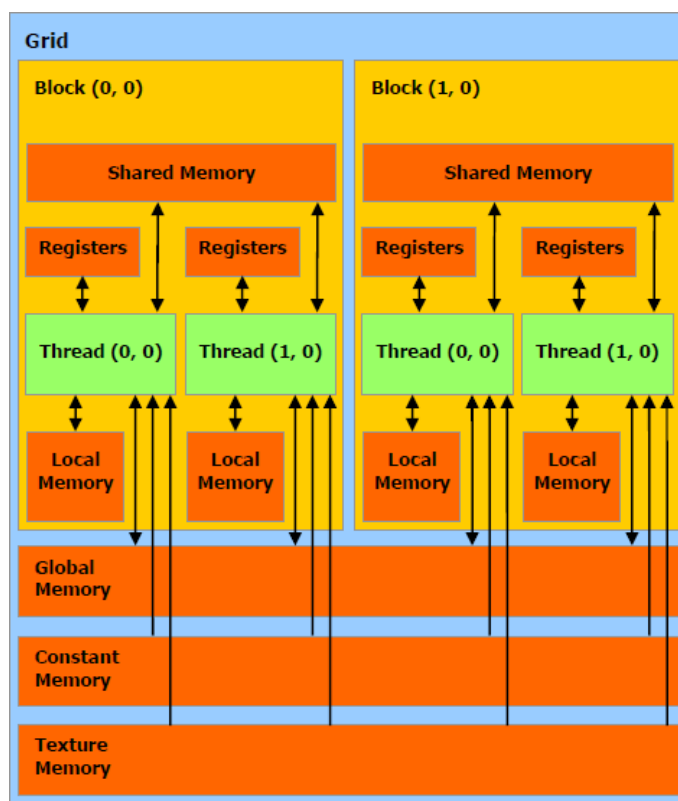 Grid
Block (0, 0)
Block (1, 0)
Shared Memory
Shared Memory
Registers
Registers
Registers
Registers
Thread (0, 0)
Thread (1, 0)
Thread (0, 0)
Thread (1, 0)
Local
Memory
Local
Memory
Local
Memory
Local
Memory
Global
Memory
Constant
Memory
Texture
Memory